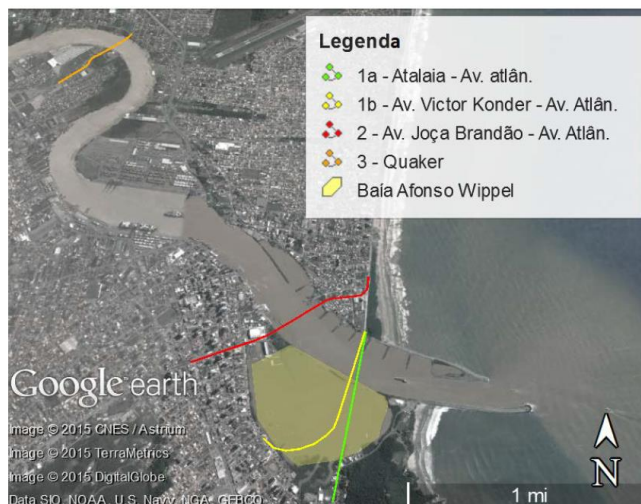 Legenda
1a - Atalaia - Av. atlân.
1b - Av. Victor Konder - Av. Atlân.
2 - Av. Joça Brandão - Av. Atlân.
3 - Quaker
Baía Afonso Wippel
Google earth
Image © 2015 CNES / Astrium
Image © 2015 TerraMetrics
Image © 2015 DigitalGlobe
Data SIO, NOAA, U.S. Navy, NGA, GEBCO
N
1 mi